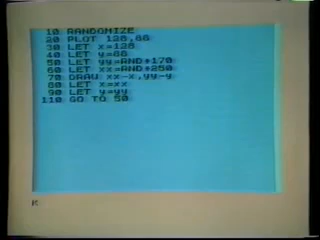 10 RANDOMIZE
20 PLOT 128,88
30 LET x=128
40 LET y=88
50 LET yy=RND*170
60 LET xx=RND*250
70 DRAW xx-x,yy-y
80 LET x=xx
90 LET y=yy
110 GO TO 50
K